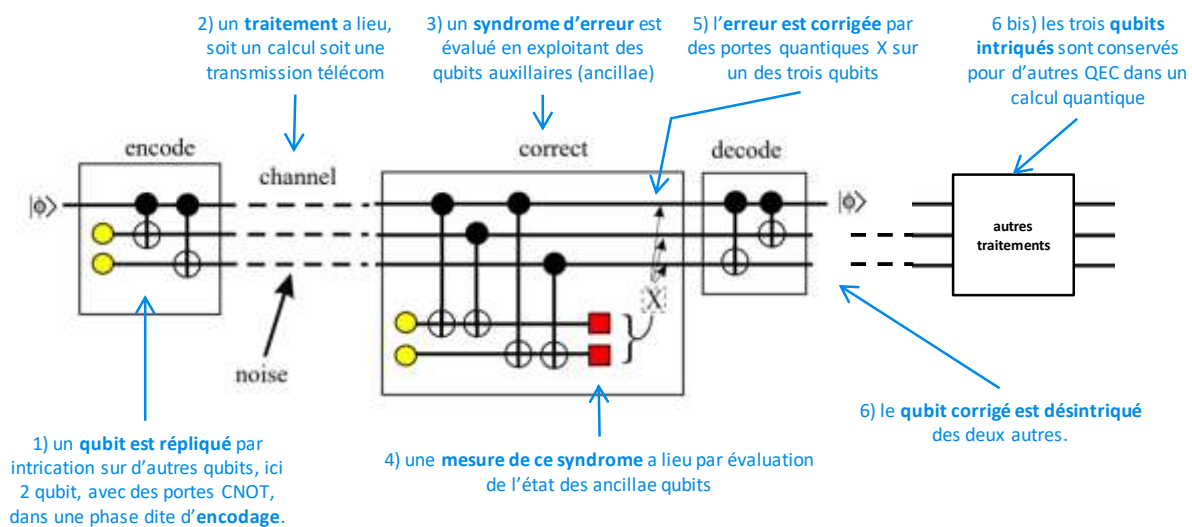 2) un traitement a lieu,
soit un calcul soit une
transmission télécom
3) un syndrome d’erreur est
évalué en exploitant des
qubits auxillaires (ancillae)
5) l’erreur est corrigée par
des portes quantiques X sur
un des trois qubits
6 bis) les trois qubits
intriqués sont conservés
pour d’autres QEC dans un
calcul quantique
encode
channel
correct
decode
|ϕ>
|ϕ>
autres
traitements
X
noise
1) un qubit est répliqué par
intrication sur d’autres qubits, ici
2 qubit, avec des portes CNOT,
dans une phase dite d’encodage.
4) une mesure de ce syndrome a lieu par évaluation
de l’état des ancillae qubits
6) le qubit corrigé est désintriqué
des deux autres.